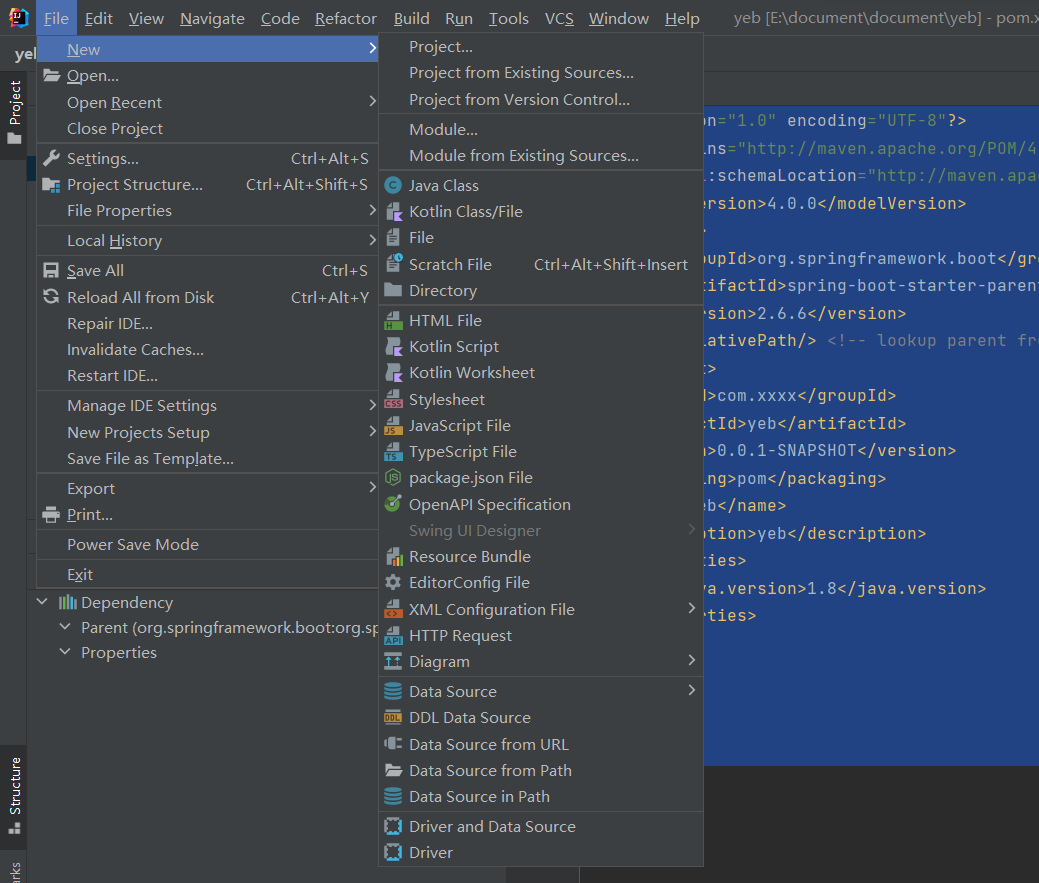 File Edit View Navigate Code Refactor Build Run Tools VCS Window Help yeb [E:\document\document\yeb] - pom.x
yel
Project
New
Open...
Open Recent
Close Project
Settings... Ctrl+Alt+S
Project Structure... Ctrl+Alt+Shift+S
File Properties
Local History
Save All Ctrl+S
Reload All from Disk Ctrl+Alt+Y
Repair IDE...
Invalidate Caches...
Restart IDE...
Manage IDE Settings
New Projects Setup
Save File as Template...
Export
Print...
Power Save Mode
Exit
Dependency
Parent (org.springframework.boot:org.sp
Properties
Structure
arks
Project...
Project from Existing Sources...
Project from Version Control...
Module...
Module from Existing Sources...
Java Class
Kotlin Class/File
File
Scratch File Ctrl+Alt+Shift+Insert
Directory
HTML File
Kotlin Script
Kotlin Worksheet
Stylesheet
JavaScript File
TypeScript File
package.json File
OpenAPI Specification
Swing UI Designer
Resource Bundle
EditorConfig File
XML Configuration File
HTTP Request
Diagram
Data Source
DDL Data Source
Data Source from URL
Data Source from Path
Data Source in Path
Driver and Data Source
Driver
on="1.0" encoding="UTF-8"?>
ns="http://maven.apache.org/POM/4
:schemaLocation="http://maven.apa
ersion>4.0.0</modelVersion>
>
oupId>org.springframework.boot</gro
tifactId>spring-boot-starter-paren
sion>2.6.6</version>
lativePath/> <!-- lookup parent fro
t>
d>com.xxxx</groupId>
ctId>yeb</artifactId>
n>0.0.1-SNAPSHOT</version>
ng>pom</packaging>
eb</name>
ption>yeb</description>
ties>
va.version>1.8</java.version>
rties>